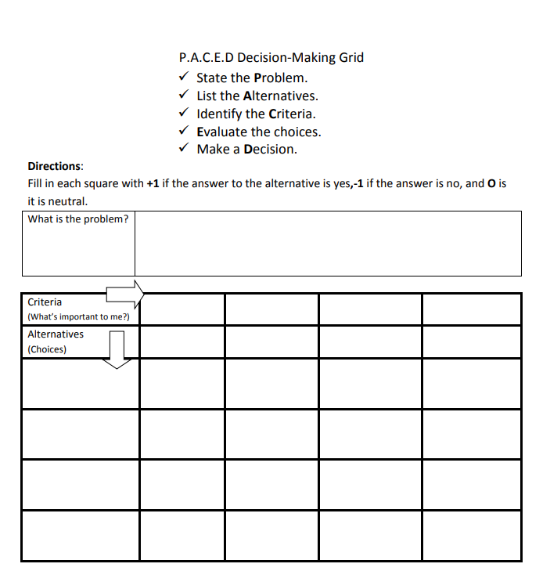 P.A.C.E.D Decision-Making Grid
✓ State the Problem.
✓ List the Alternatives.
✓ Identify the Criteria.
✓ Evaluate the choices.
✓ Make a Decision.
Directions:
Fill in each square with +1 if the answer to the alternative is yes,-1 if the answer is no, and O is
it is neutral.
What is the problem?
Criteria
(What's important to me?)
Alternatives
(Choices)